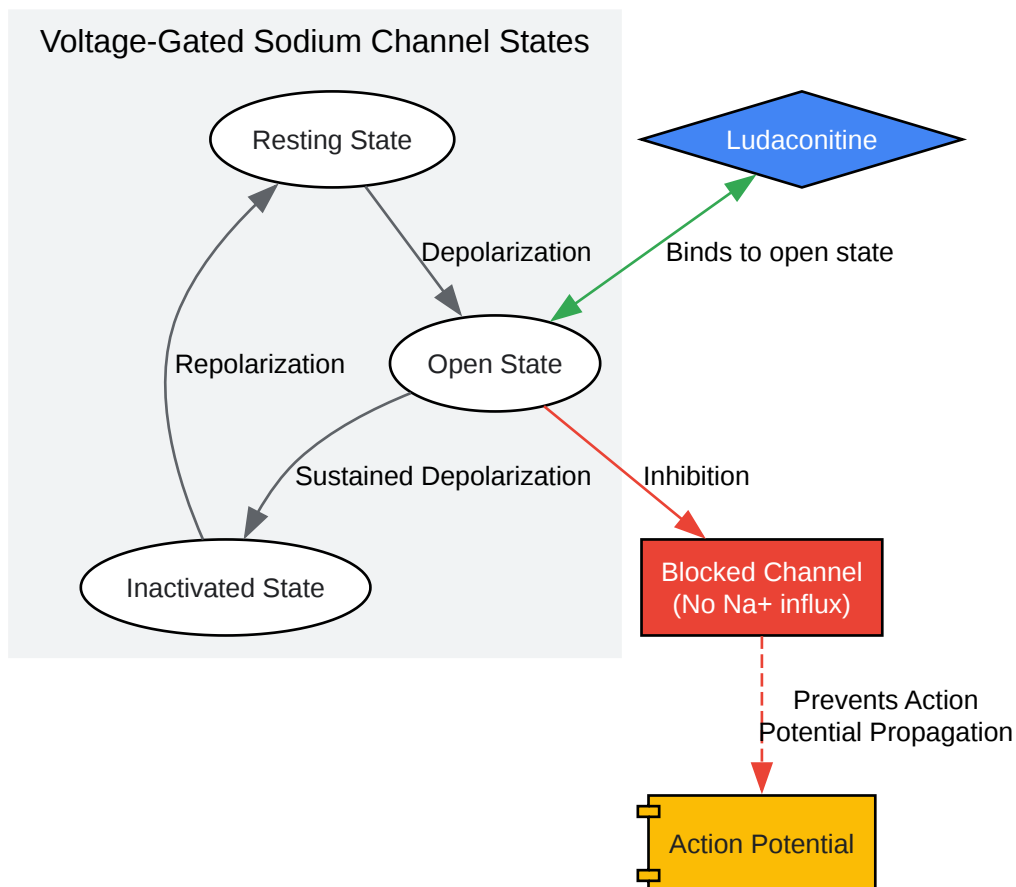 Voltage-Gated Sodium Channel States
Resting State
Ludaconitine
Depolarization
Binds to open state
Repolarization
Open State
Sustained Depolarization
Inhibition
Inactivated State
Blocked Channel
(No Na+ influx)
Prevents Action
Potential Propagation
Action Potential